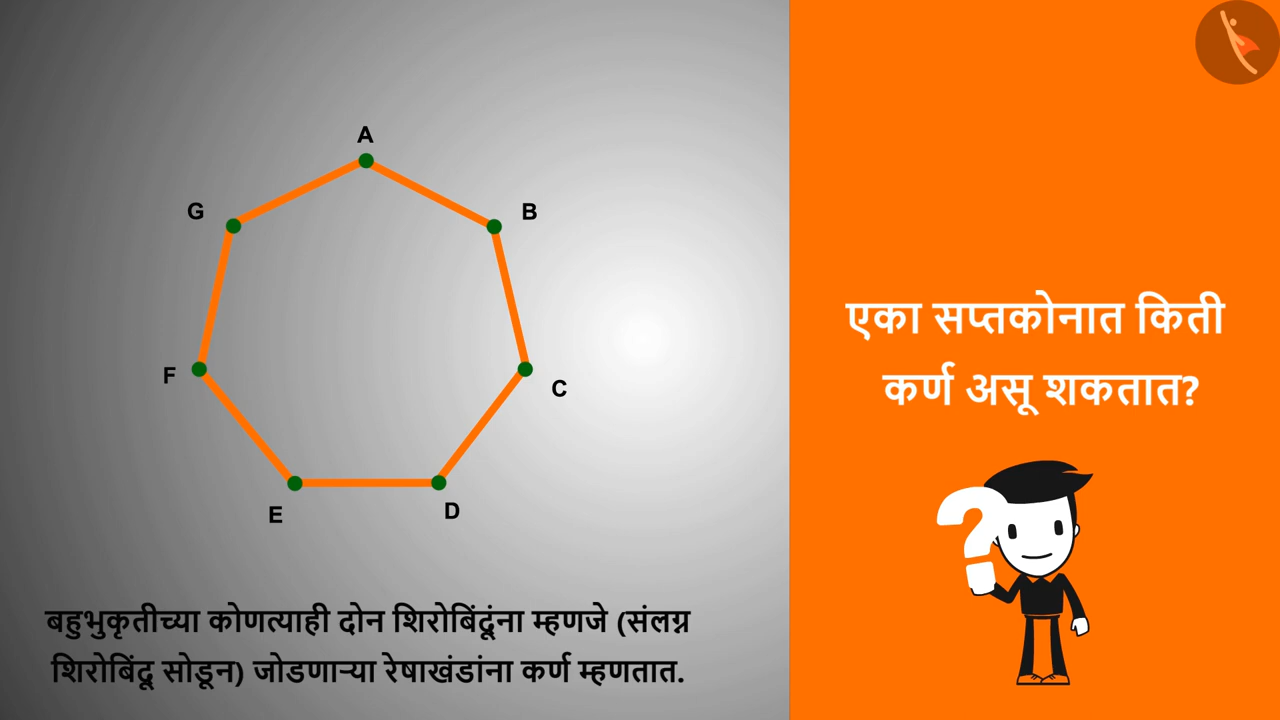 A
G
B
F
C
E
D
एका सप्तकोनात किती
कर्ण असू शकतात?
बहुभुकृतीच्या कोणत्याही दोन शिरोबिंदूंना म्हणजे (संलग्न
शिरोबिंदू सोडून) जोडणाऱ्या रेषाखंडांना कर्ण म्हणतात.